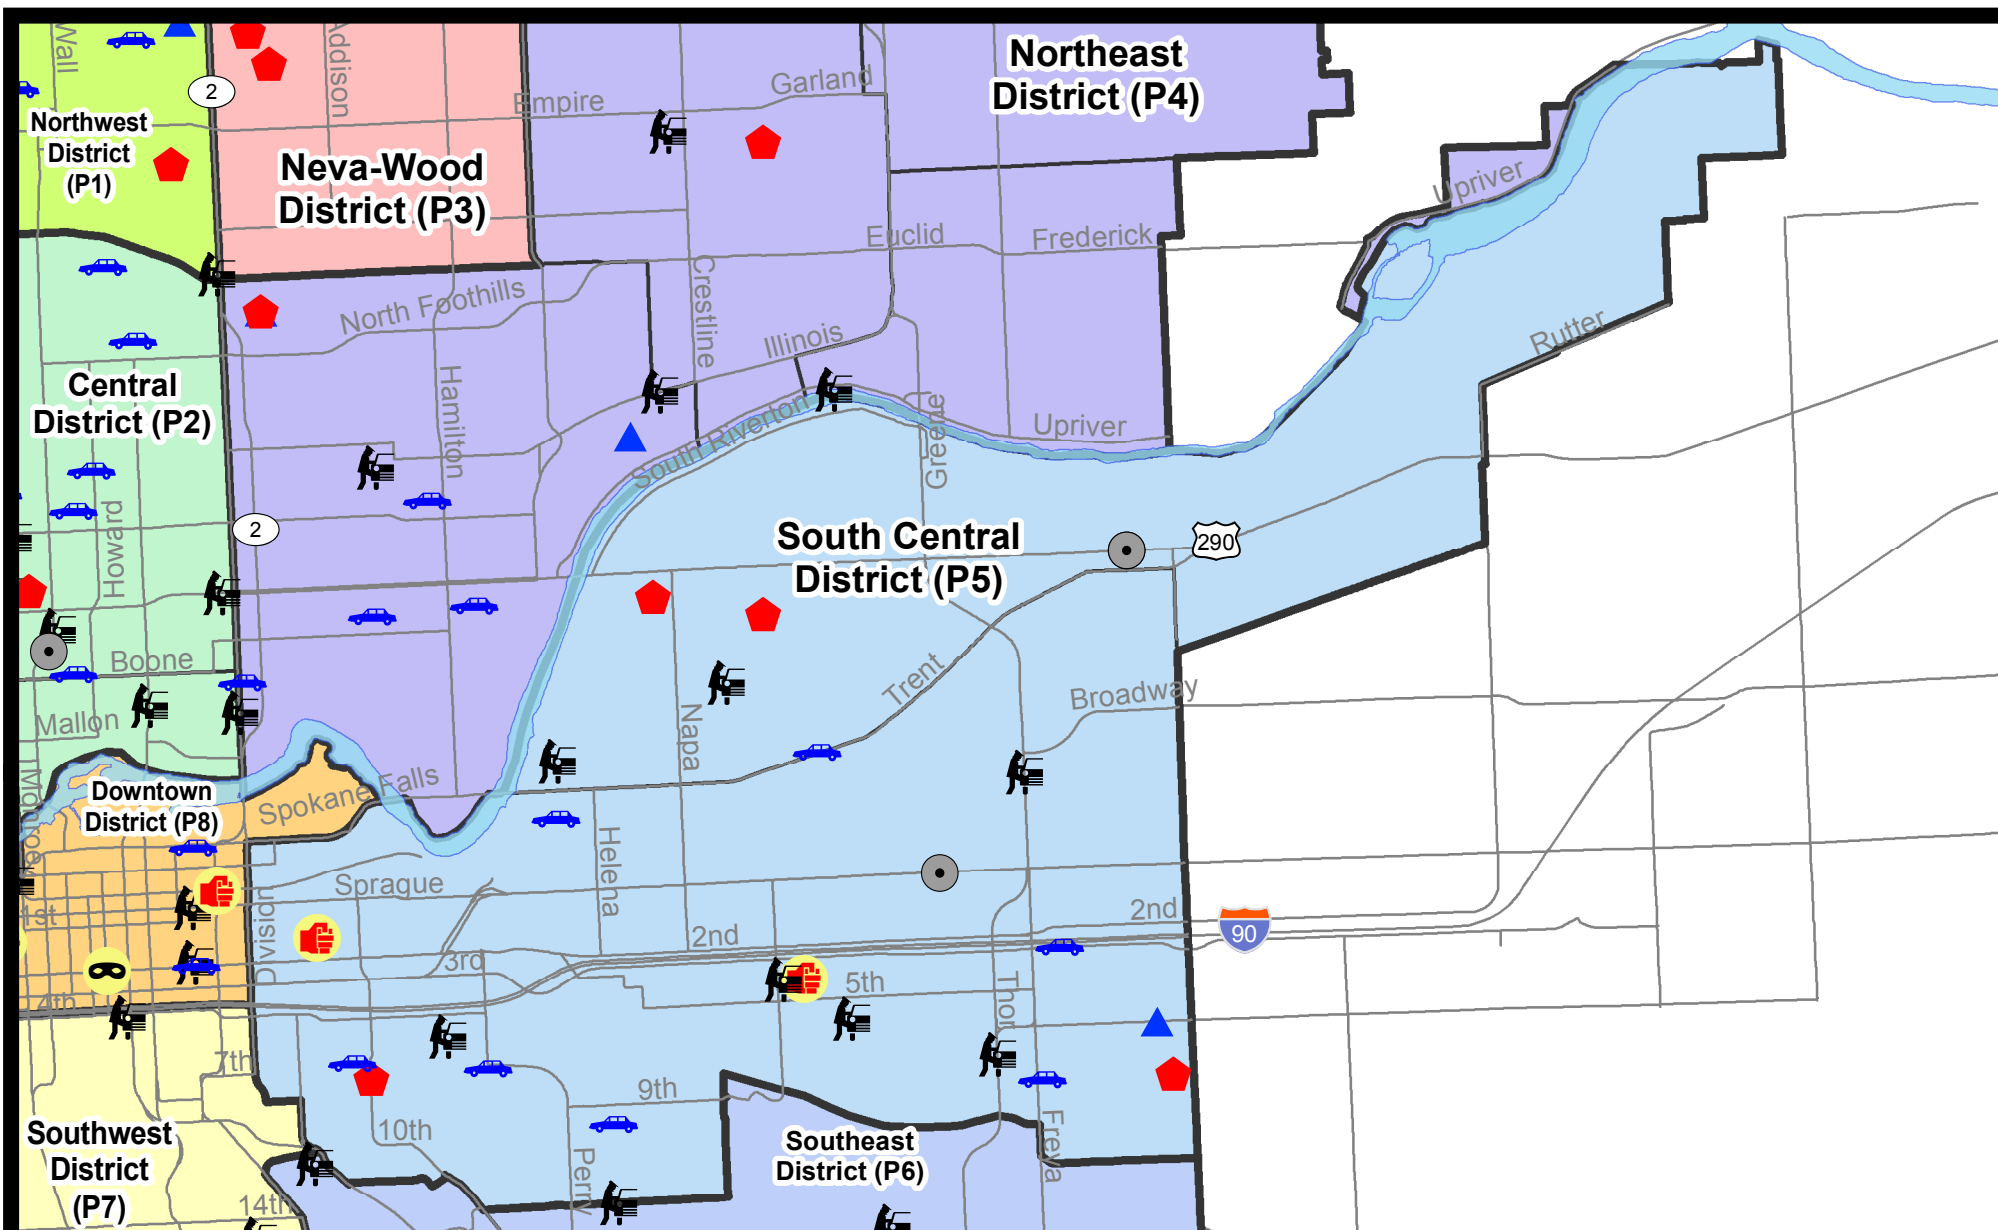 Wall
Addison
2
Northwest
District
(P1)
Neva-Wood
District (P3)
Empire
Garland
Northeast
District (P4)
Upriver
Euclid
Frederick
North Foothills
Crestline
Illinois
Rutter
Central
District (P2)
Hamilton
South Riverton
Greene
Upriver
Howard
2
South Central
District (P5)
290
Boone
Mallon
Napa
Trent
Broadway
Monroe
Downtown
District (P8)
Spokane Falls
Helena
Sprague
1st
Division
2nd
2nd
90
3rd
4th
5th
Thor
7th
9th
10th
Perry
Freya
Southwest
District
(P7)
Southeast
District (P6)
14th